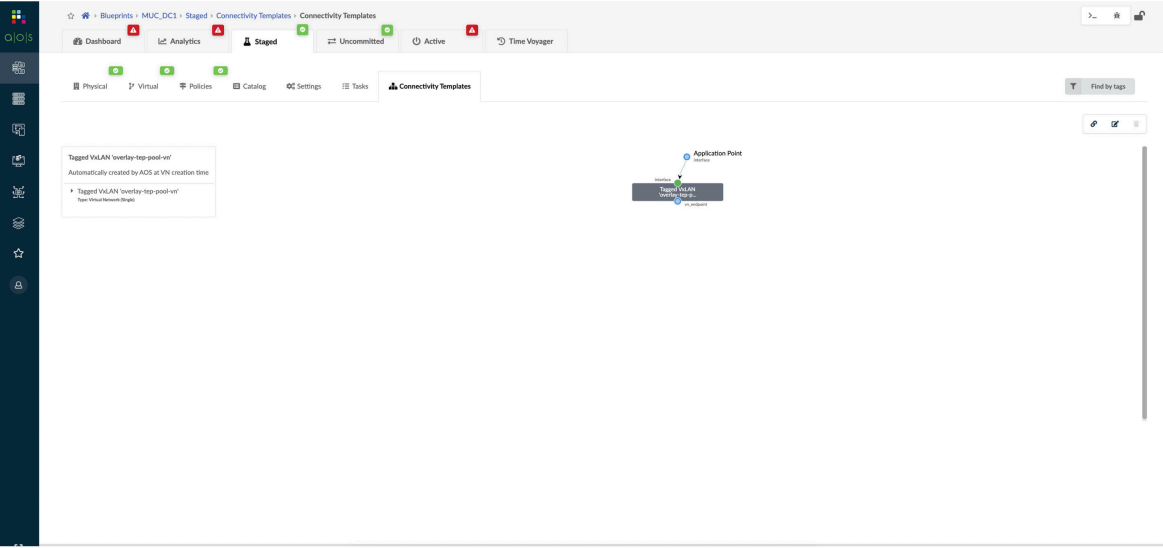 ☆ Blueprints › MUC_DC1 › Staged › Connectivity Templates › Connectivity Templates
a|o|s
Dashboard Analytics Staged Uncommitted Active Time Voyager
Physical Virtual Policies Catalog Settings Tasks Connectivity Templates
Find by tags
Tagged VxLAN 'overlay-tep-pool-vn'
Automatically created by AOS at VN creation time
Tagged VxLAN 'overlay-tep-pool-vn'
Type: Virtual Network (Single)
Application Point
interface
interface
Tagged VxLAN
'overlay-tep-p...
vn_endpoint